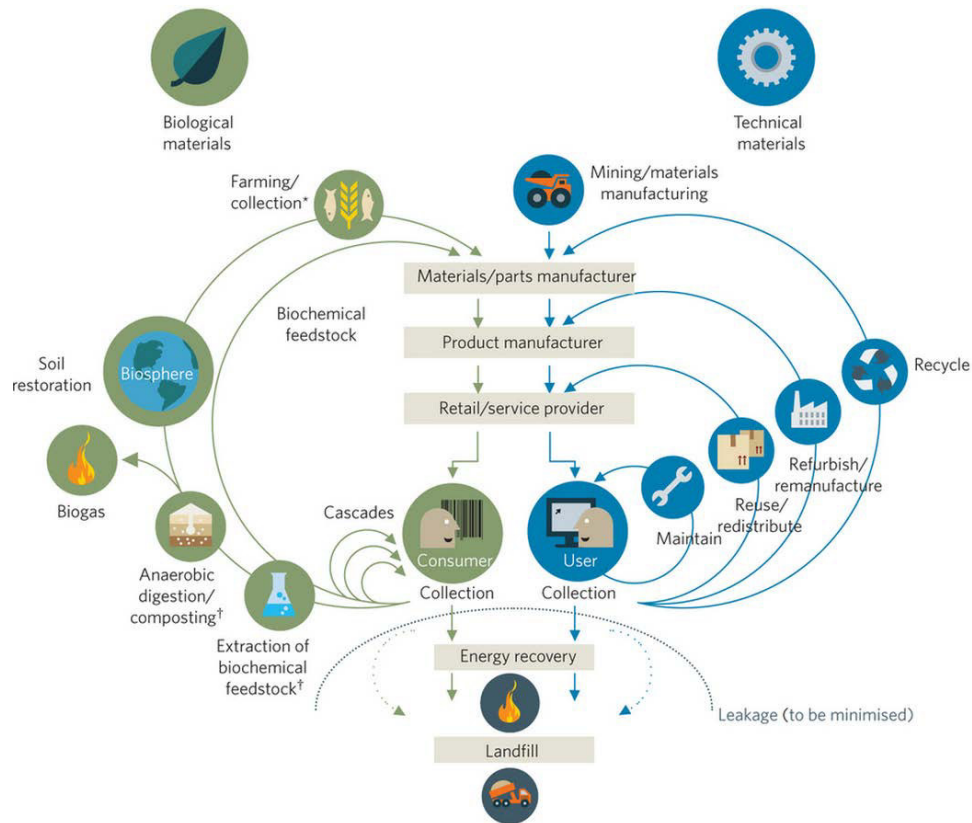 Biological
materials
Technical
materials
Farming/
collection*
Mining/materials
manufacturing
Materials/parts manufacturer
Biochemical
feedstock
Product manufacturer
Soil
restoration
Biosphere
Recycle
Retail/service provider
Refurbish/
remanufacture
Biogas
Reuse/
redistribute
Cascades
Maintain
Consumer
User
Anaerobic
digestion/
composting†
Collection
Collection
Extraction of
biochemical
feedstock†
Energy recovery
Leakage (to be minimised)
Landfill